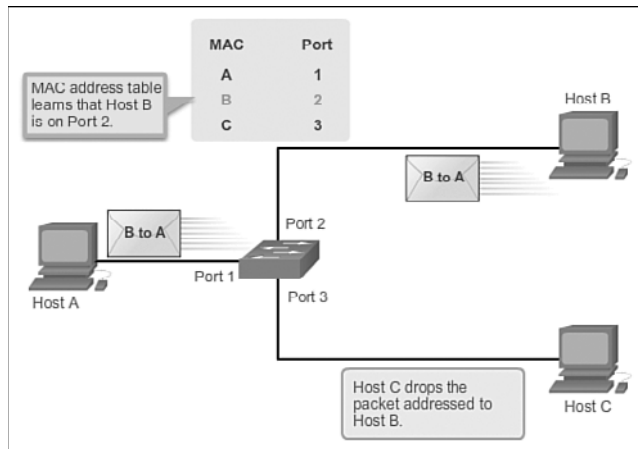 MAC Port
A 1
B 2
C 3
MAC address table
learns that Host B
is on Port 2.
Host B
B to A
B to A
Port 2
Port 1
Host A
Port 3
Host C drops the
packet addressed to
Host B.
Host C